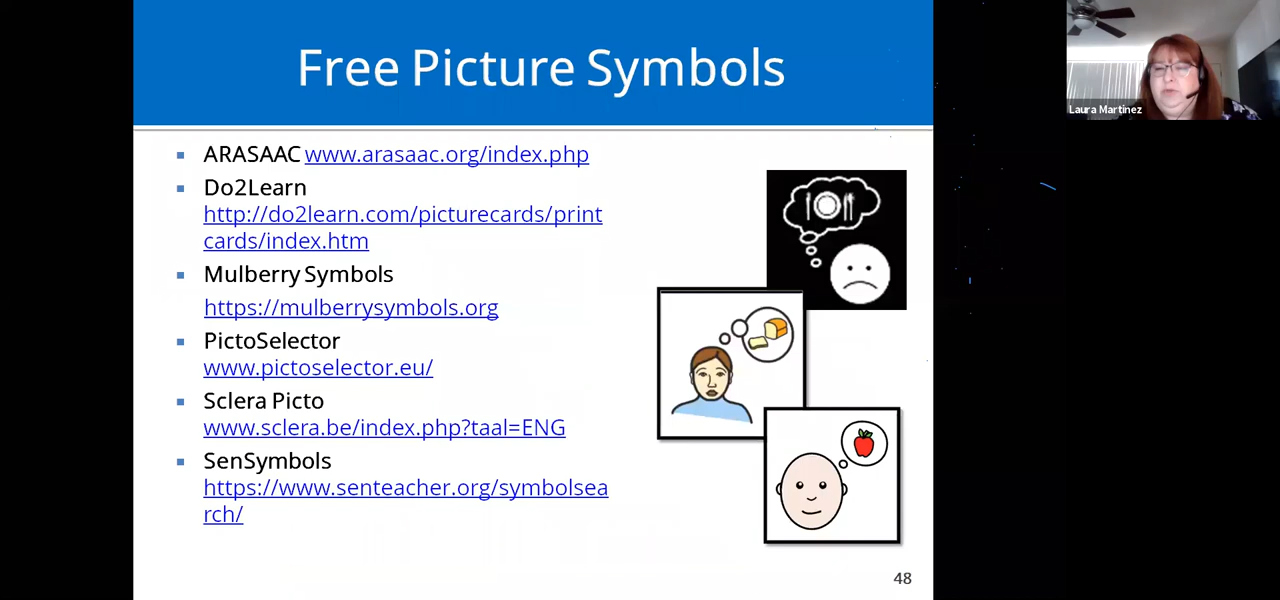 Free Picture Symbols
Laura Martinez
▪ ARASAAC www.arasaac.org/index.php
▪ Do2Learn
http://do2learn.com/picturecards/print
cards/index.htm
▪ Mulberry Symbols
https://mulberrysymbols.org
▪ PictoSelector
www.pictoselector.eu/
▪ Sclera Picto
www.sclera.be/index.php?taal=ENG
▪ SenSymbols
https://www.senteacher.org/symbolsea
rch/
48